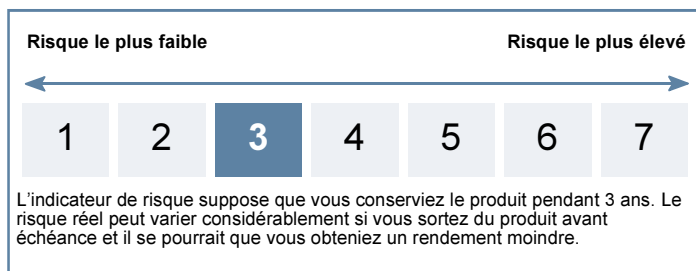 Risque le plus faible Risque le plus élevé
1 2 3 4 5 6 7
L'indicateur de risque suppose que vous conserviez le produit pendant 3 ans. Le
risque réel peut varier considérablement si vous sortez du produit avant
échéance et il se pourrait que vous obteniez un rendement moindre.